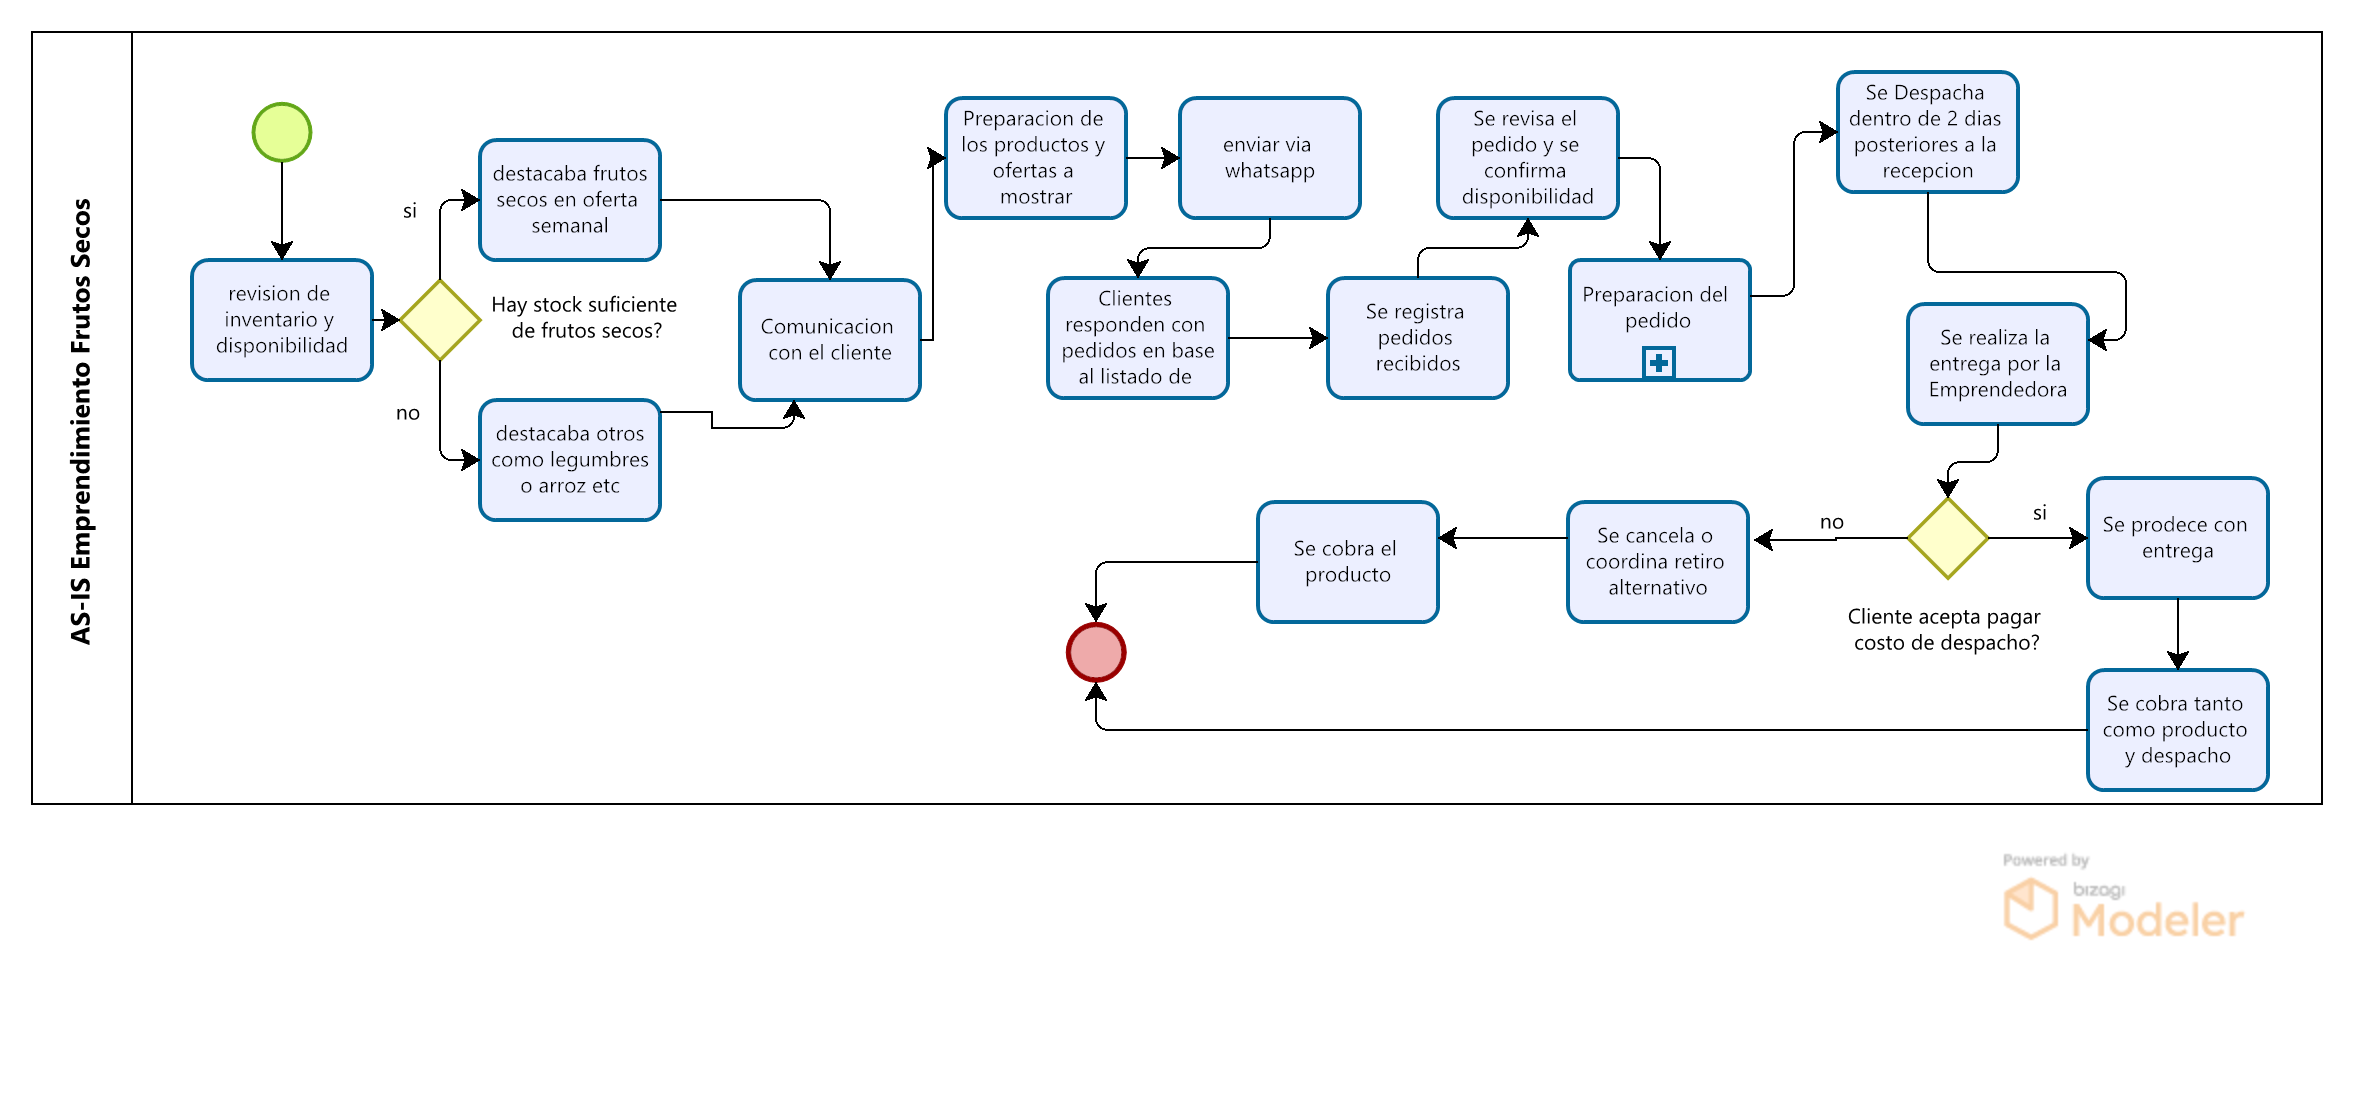 AS-IS Emprendimiento Frutos Secos
revision de
inventario y
disponibilidad
si
no
Hay stock suficiente
de frutos secos?
destacaba frutos
secos en oferta
semanal
destacaba otros
como legumbres
o arroz etc
Comunicacion
con el cliente
Preparacion de
los productos y
ofertas a
mostrar
enviar via
whatsapp
Clientes
responden con
pedidos en base
al listado de
Se registra
pedidos
recibidos
Se revisa el
pedido y se
confirma
disponibilidad
Preparacion del
pedido
Se Despacha
dentro de 2 dias
posteriores a la
recepcion
Se realiza la
entrega por la
Emprendedora
Cliente acepta pagar
costo de despacho?
si
no
Se prodece con
entrega
Se cobra tanto
como producto
y despacho
Se cancela o
coordina retiro
alternativo
Se cobra el
producto
Powered by
bizagi
Modeler